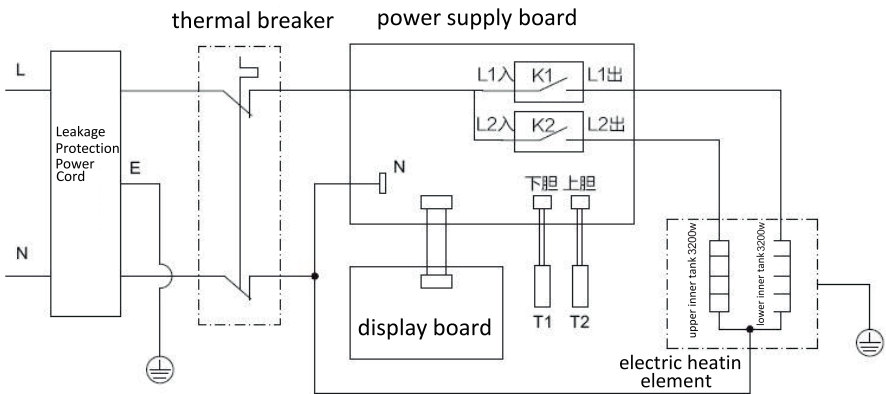 thermal breaker
power supply board
L
L1入
K1
L1出
L2入
K2
L2出
Leakage
Protection
Power
Cord
E
N
N
下胆
上胆
upper inner tank 3200w
lower inner tank 3200w
display board
T1
T2
electric heatin
element